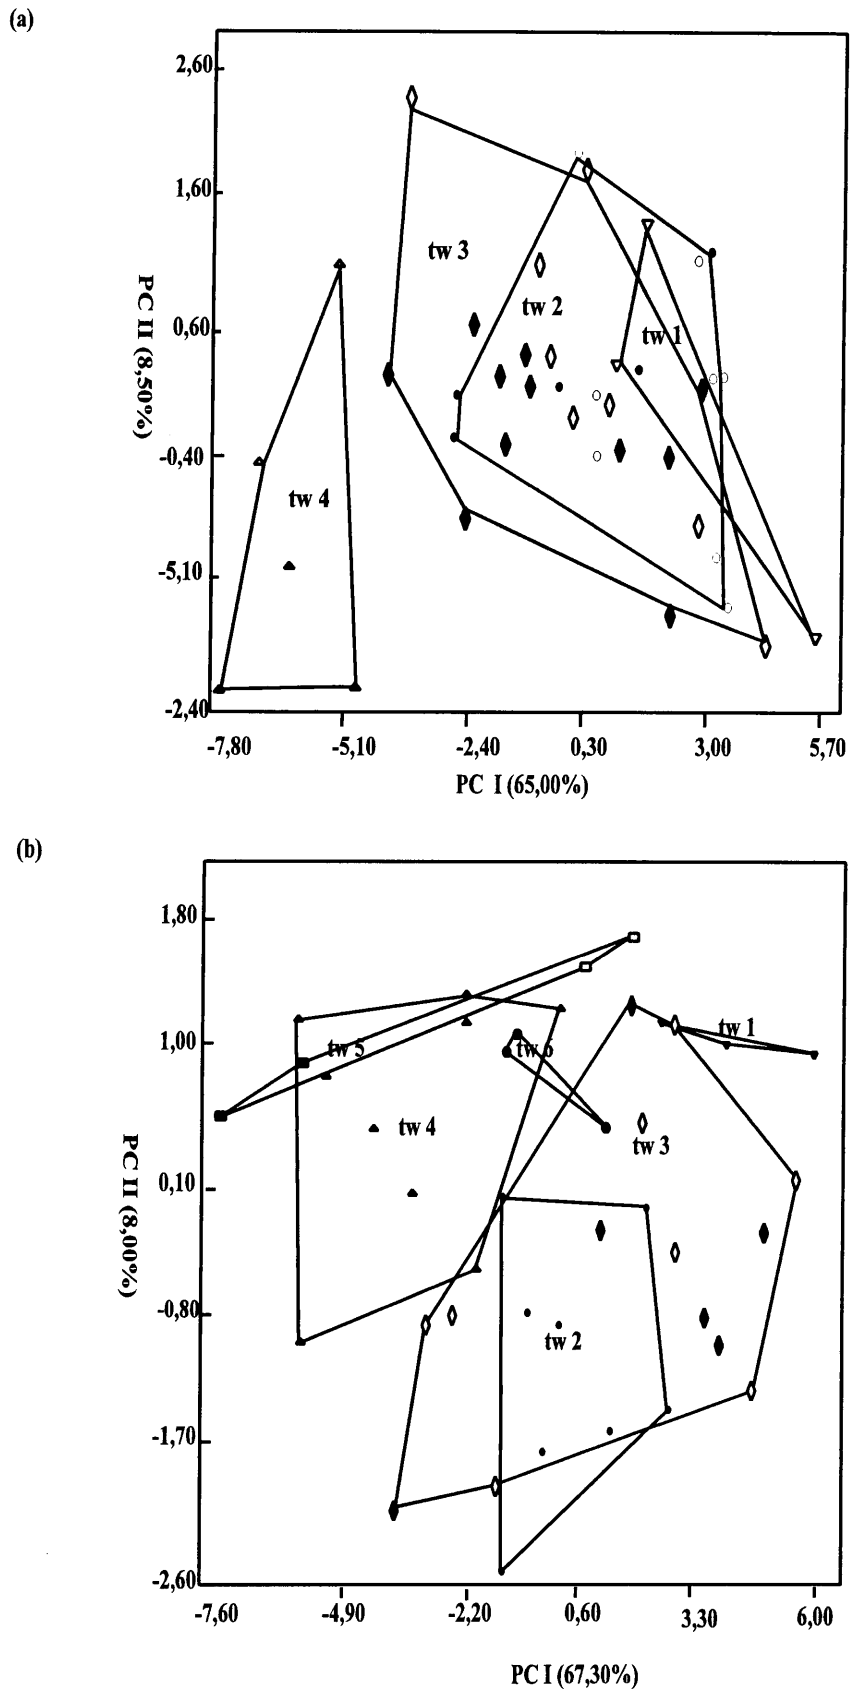 (a)
2,60
1,60
0,60
-0,40
-5,10
-2,40
PC II (8,50%)
tw 3
tw 2
tw 1
tw 4
-7,80 -5,10 -2,40 0,30 3,00 5,70
PC I (65,00%)
(b)
1,80
1,00
0,10
-0,80
-1,70
-2,60
PC II (8,00%)
tw 1
tw 5
tw 6
tw 4
tw 3
tw 2
-7,60 -4,90 -2,20 0,60 3,30 6,00
PC I (67,30%)